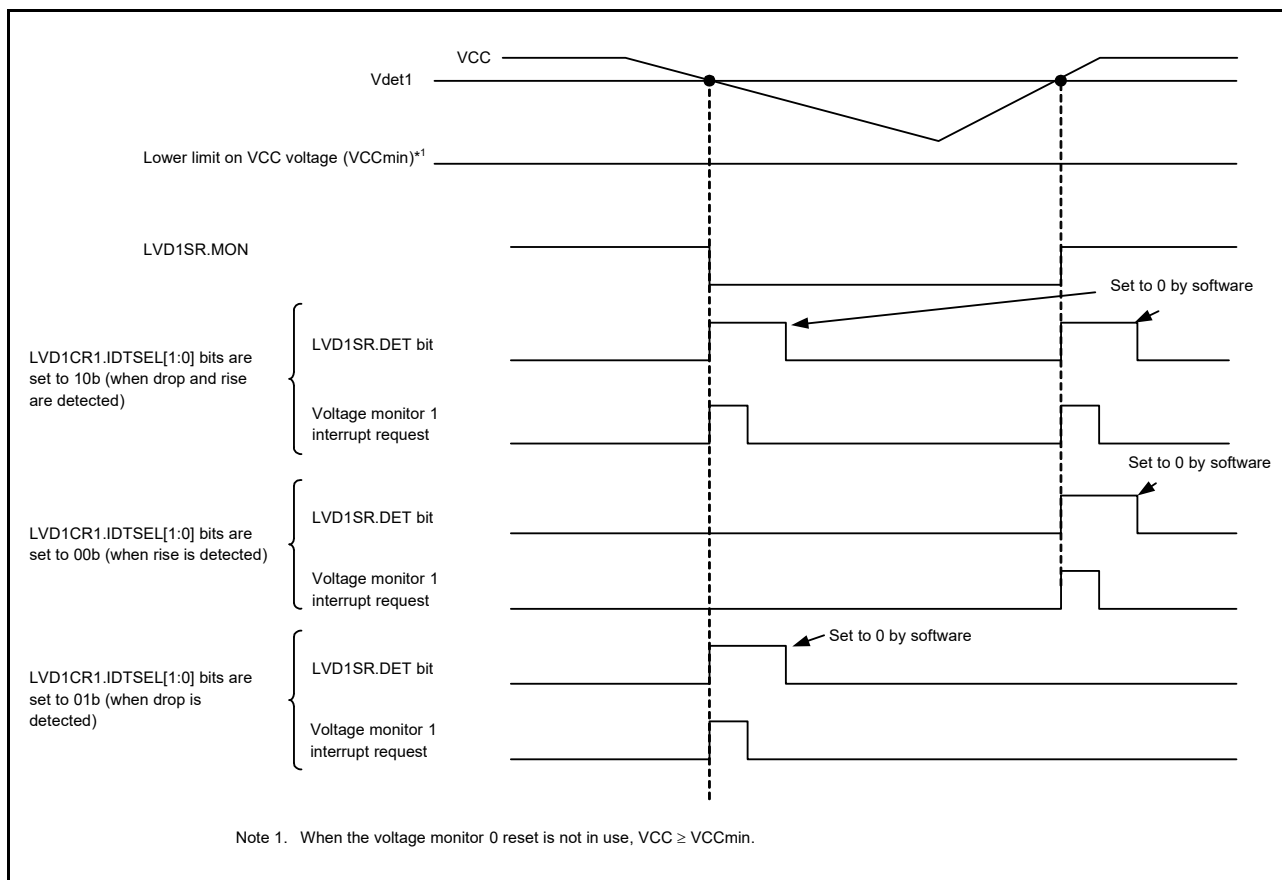 VCC
Vdet1
Lower limit on VCC voltage (VCCmin)*1
LVD1SR.MON
Set to 0 by software
LVD1CR1.IDTSEL[1:0] bits are
set to 10b (when drop and rise
are detected)
LVD1SR.DET bit
Voltage monitor 1
interrupt request
Set to 0 by software
LVD1CR1.IDTSEL[1:0] bits are
set to 00b (when rise is detected)
LVD1SR.DET bit
Voltage monitor 1
interrupt request
Set to 0 by software
LVD1CR1.IDTSEL[1:0] bits are
set to 01b (when drop is
detected)
LVD1SR.DET bit
Voltage monitor 1
interrupt request
Note 1. When the voltage monitor 0 reset is not in use, VCC ≥ VCCmin.